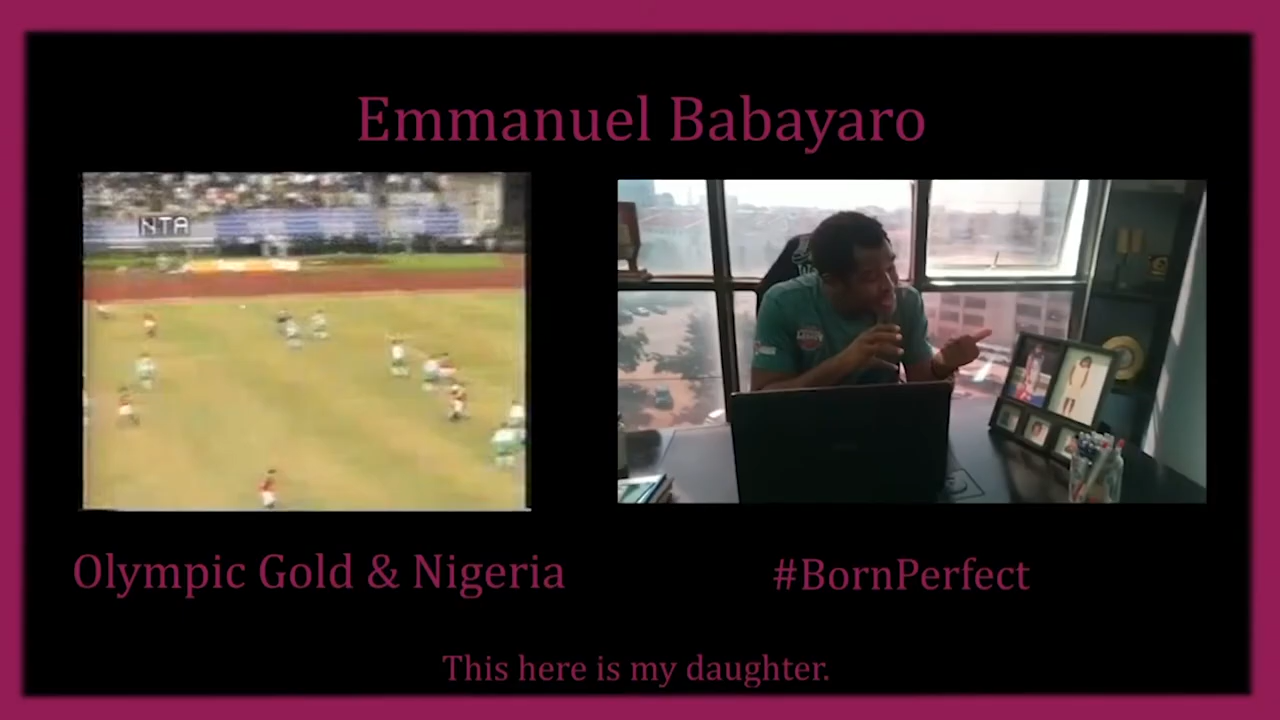 Emmanuel Babayaro
NTA
Olympic Gold & Nigeria
#BornPerfect
This here is my daughter.